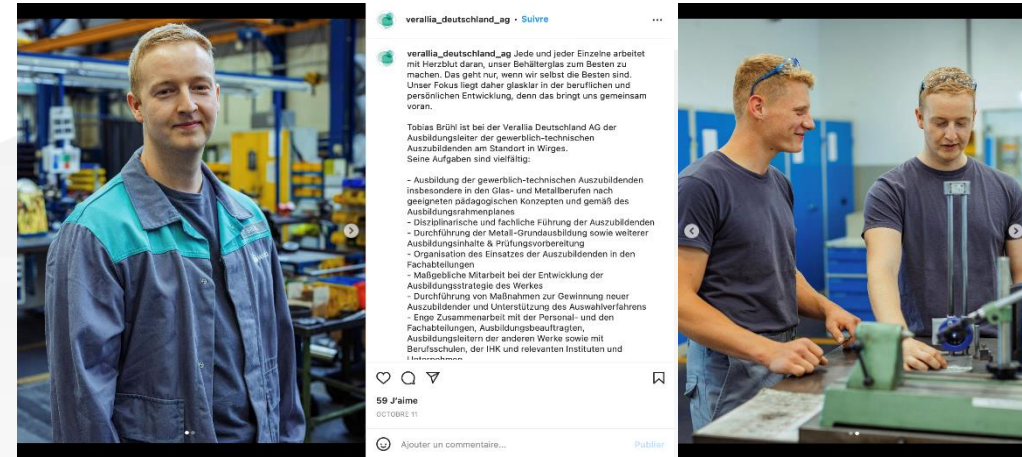 verallia_deutschland_ag • Suivre
verallia_deutschland_ag Jede und jeder Einzelne arbeitet
mit Herzblut daran, unser Behälterglas zum Besten zu
machen. Das geht nur, wenn wir selbst die Besten sind.
Unser Fokus liegt daher glasklar in der beruflichen und
persönlichen Entwicklung, denn das bringt uns gemeinsam
voran.
Tobias Brühl ist bei der Verallia Deutschland AG der
Ausbildungsleiter der gewerblich-technischen
Auszubildenden am Standort in Wirges.
Seine Aufgaben sind vielfältig:
- Ausbildung der gewerblich-technischen Auszubildenden
insbesondere in den Glas- und Metallberufen nach
geeigneten pädagogischen Konzepten und gemäß des
Ausbildungsrahmenplanes
- Disziplinarische und fachliche Führung der Auszubildenden
- Durchführung der Metall-Grundausbildung sowie weiterer
Ausbildungsinhalte & Prüfungsvorbereitung
- Organisation des Einsatzes der Auszubildenden in den
Fachabteilungen
- Maßgebliche Mitarbeit bei der Entwicklung der
Ausbildungsstrategie des Werkes
- Durchführung von Maßnahmen zur Gewinnung neuer
Auszubildender und Unterstützung des Auswahlverfahrens
- Enge Zusammenarbeit mit der Personal- und den
Fachabteilungen, Ausbildungsbeauftragten,
Ausbildungsleitern der anderen Werke sowie mit
Berufsschulen, der IHK und relevanten Instituten und
Unternehmen
59 J'aime
OCTOBRE 11
Ajouter un commentaire...
Publier